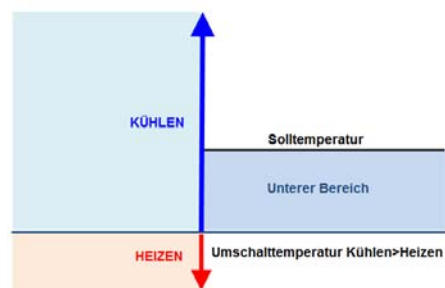 KÜHLEN
Solltemperatur
Unterer Bereich
HEIZEN
Umschalttemperatur Kühlen>Heizen